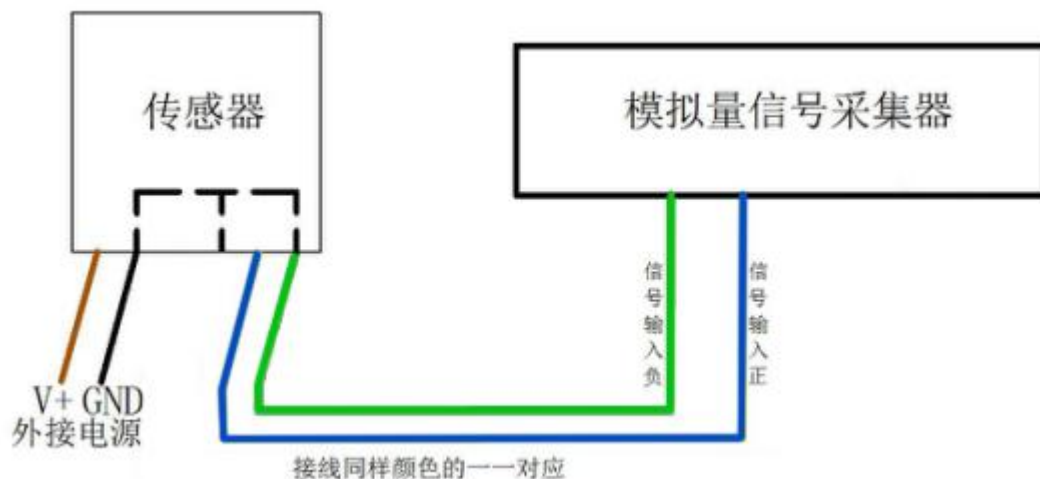 传感器
模拟量信号采集器
信号输入负
信号输入正
V+ GND
外接电源
接线同样颜色的一一对应